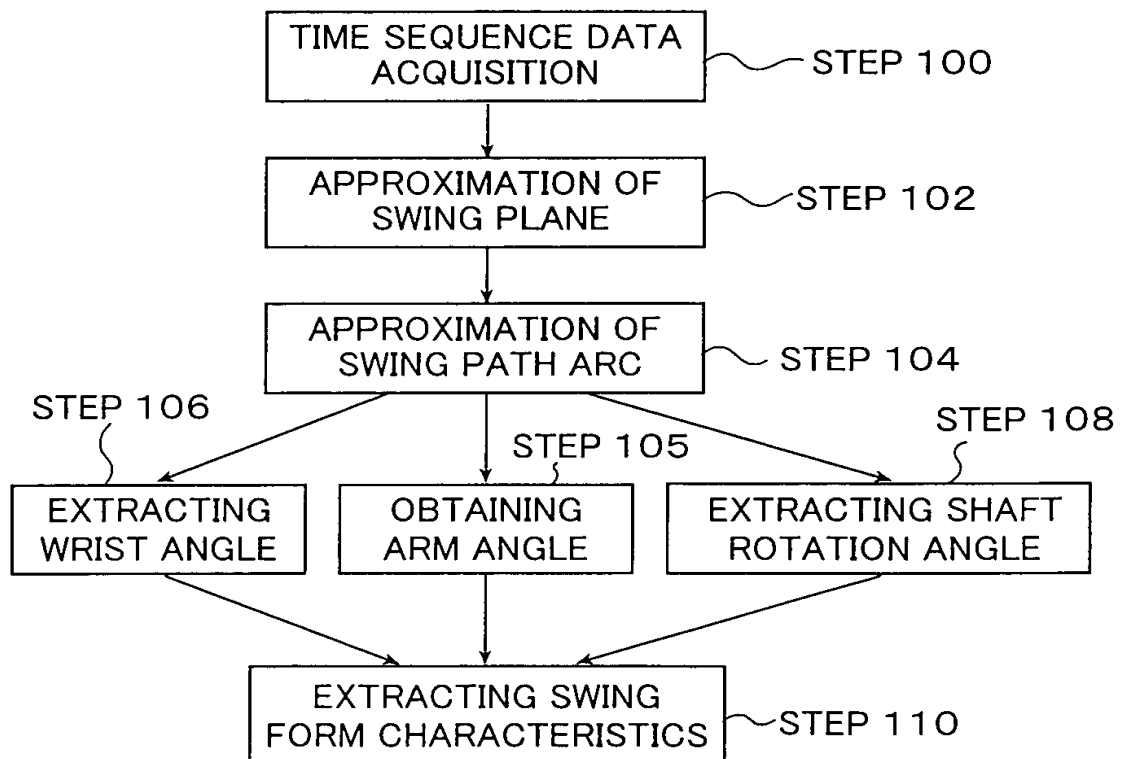 TIME SEQUENCE DATA
ACQUISITION
STEP 100
APPROXIMATION OF
SWING PLANE
STEP 102
APPROXIMATION OF
SWING PATH ARC
STEP 104
STEP 106
STEP 105
STEP 108
EXTRACTING
WRIST ANGLE
OBTAINING
ARM ANGLE
EXTRACTING SHAFT
ROTATION ANGLE
EXTRACTING SWING
FORM CHARACTERISTICS
STEP 110